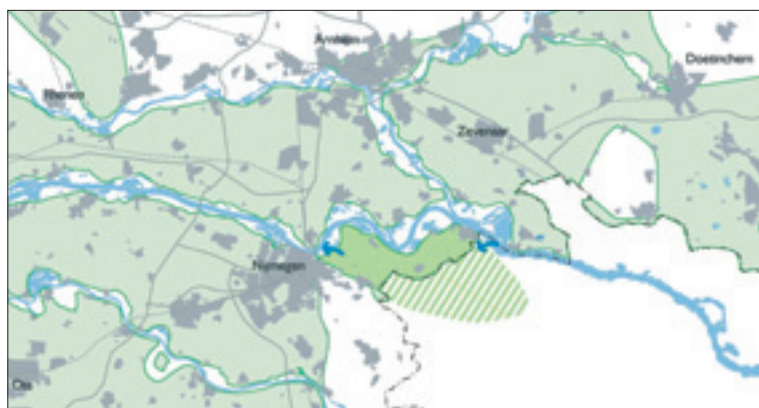 Arnhem
Doetinchem
Rhenen
Zevenaar
Nijmegen
Oss